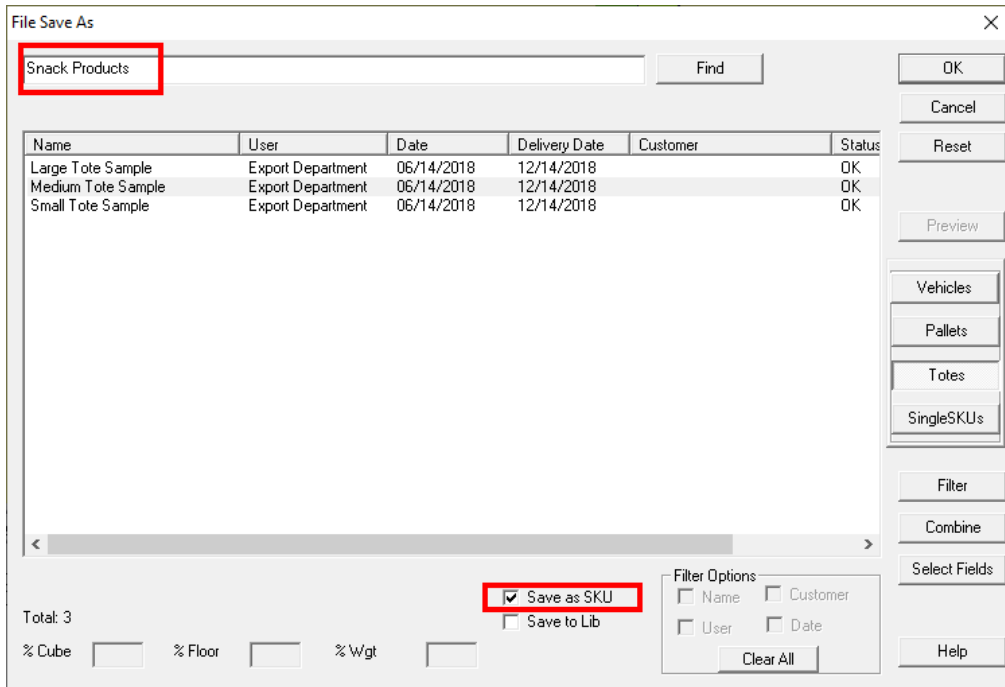 File Save As
Snack Products
Find
OK
Cancel
Name User Date Delivery Date Customer Status
Reset
Large Tote Sample Export Department 06/14/2018 12/14/2018 OK
Medium Tote Sample Export Department 06/14/2018 12/14/2018 OK
Small Tote Sample Export Department 06/14/2018 12/14/2018 OK
Preview
Vehicles
Pallets
Totes
SingleSKUs
Filter
Combine
Select Fields
Save as SKU
Save to Lib
Filter Options
Name Customer
User Date
Clear All
Total: 3
% Cube % Floor % Wgt
Help